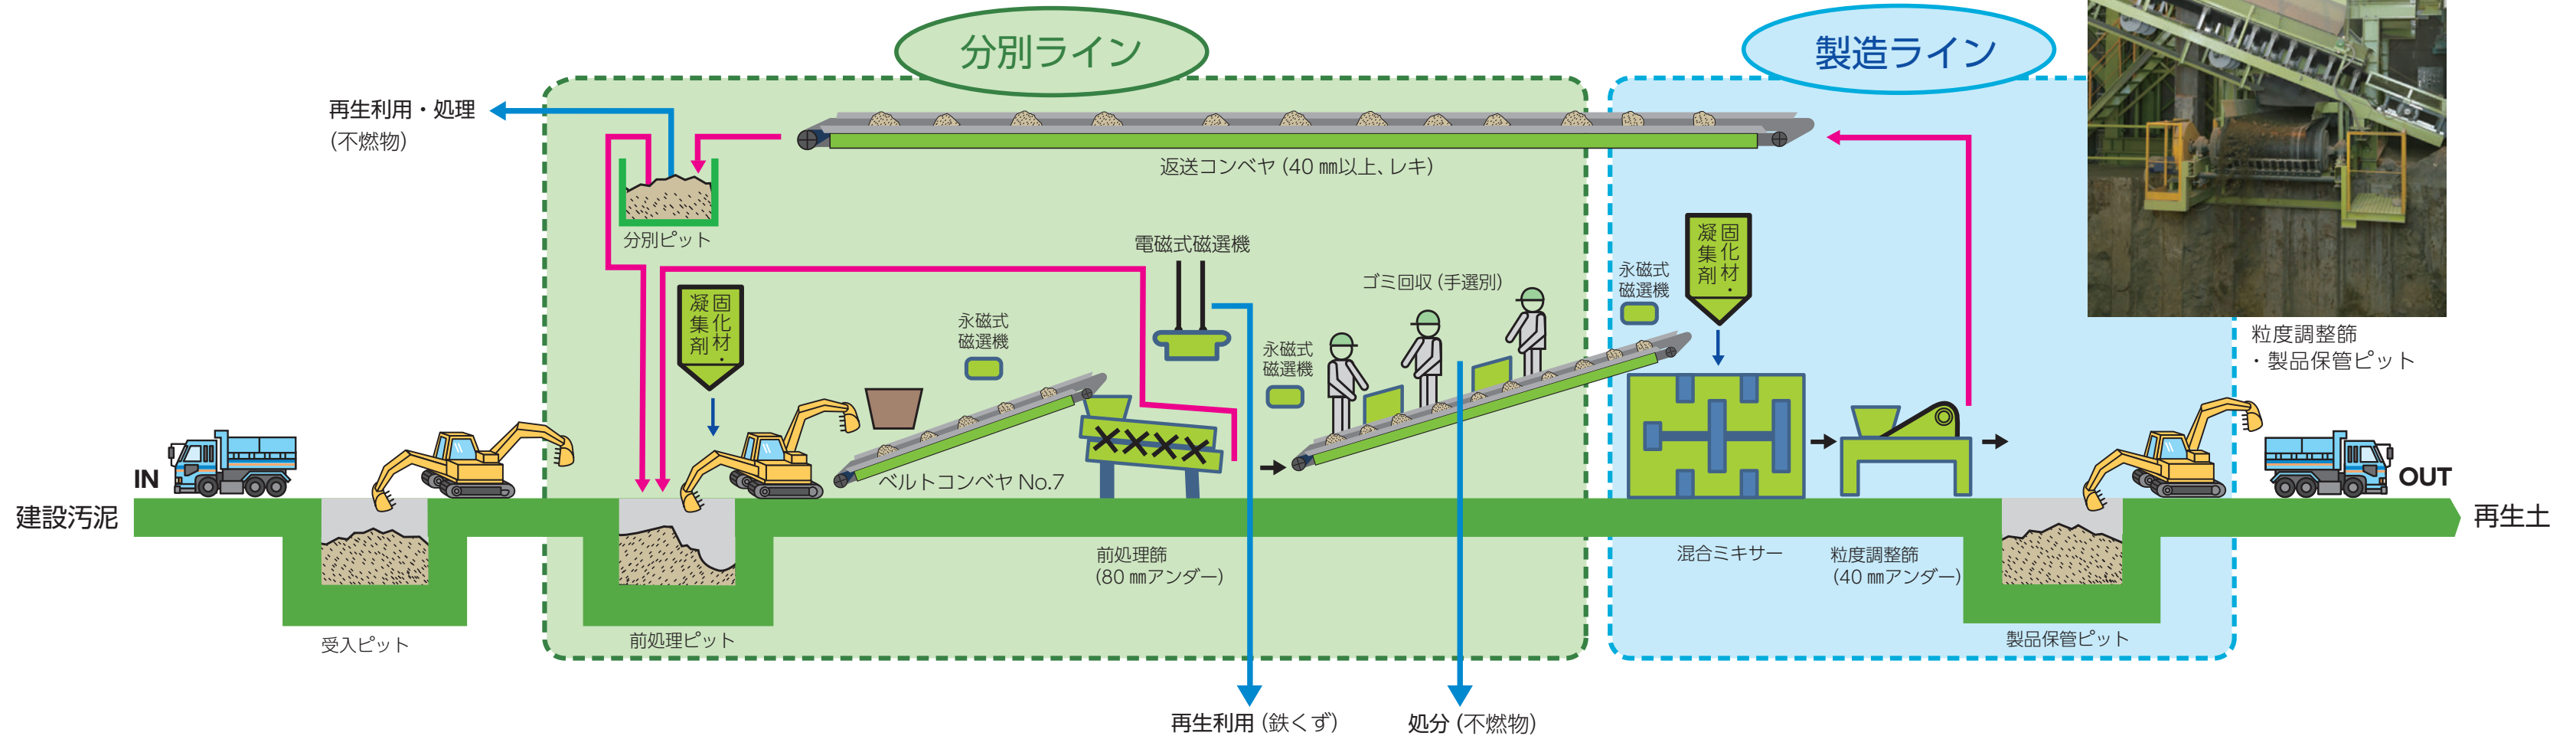 分別ライン
製造ライン
再生利用・処理
(不燃物)
返送コンベヤ (40 ㎜以上、レキ)
分別ピット
電磁式磁選機
ゴミ回収 (手選別)
固化材・
凝集剤
永磁式
磁選機
固化材・
凝集剤
永磁式
磁選機
永磁式
磁選機
粒度調整篩
・製品保管ピット
IN
ベルトコンベヤ No.7
OUT
建設汚泥
再生土
前処理篩
(80 ㎜アンダー)
混合ミキサー
粒度調整篩
(40 ㎜アンダー)
受入ピット
前処理ピット
製品保管ピット
再生利用 (鉄くず)
処分 (不燃物)